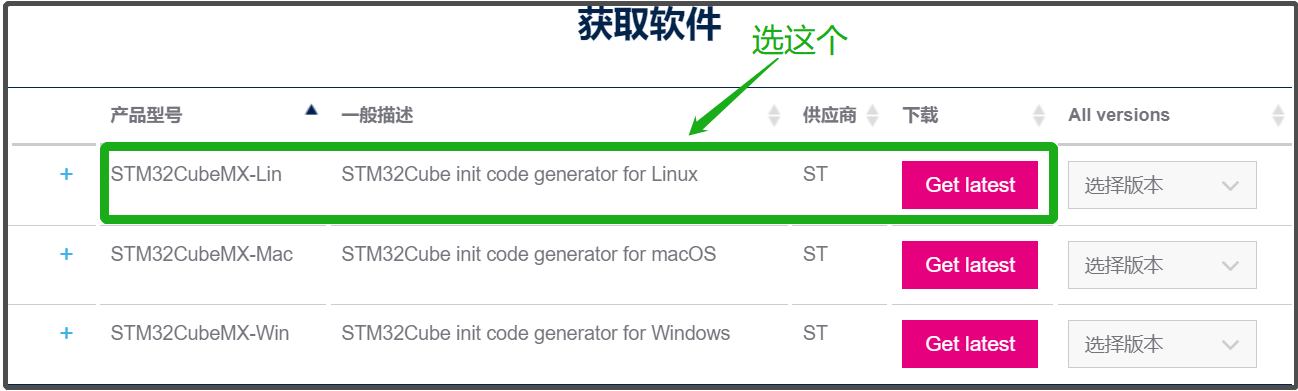 获取软件
选这个
产品型号 一般描述 供应商 下载 All versions
+ STM32CubeMX-Lin STM32Cube init code generator for Linux ST Get latest 选择版本
+ STM32CubeMX-Mac STM32Cube init code generator for macOS ST Get latest 选择版本
+ STM32CubeMX-Win STM32Cube init code generator for Windows ST Get latest 选择版本